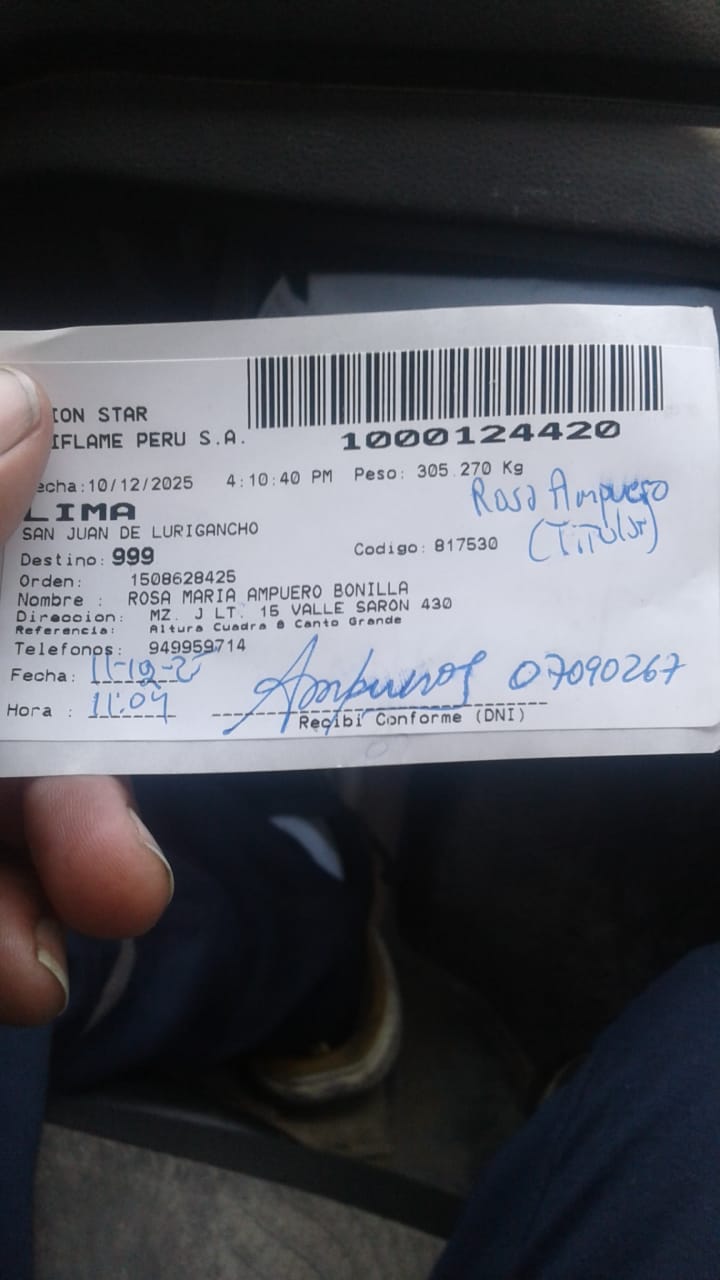 ION STAR
IFLAME PERU S.A.
1000124420
echa:10/12/2025 4:10:40 PM Peso: 305.270 Kg
LIMA
SAN JUAN DE LURIGANCHO
Rosa Ampuero
(Titular)
Destino: 999 Codigo: 817530
Orden: 1508628425
Nombre : ROSA MARIA AMPUERO BONILLA
Direccion: MZ. J LT. 15 VALLE SARON 430
Referencia: Altura Cuadra 8 Canto Grande
Telefonos: 949959714
Fecha: 11-12-25
Hora : 11:04
07090267
Recibi Conforme (DNI)